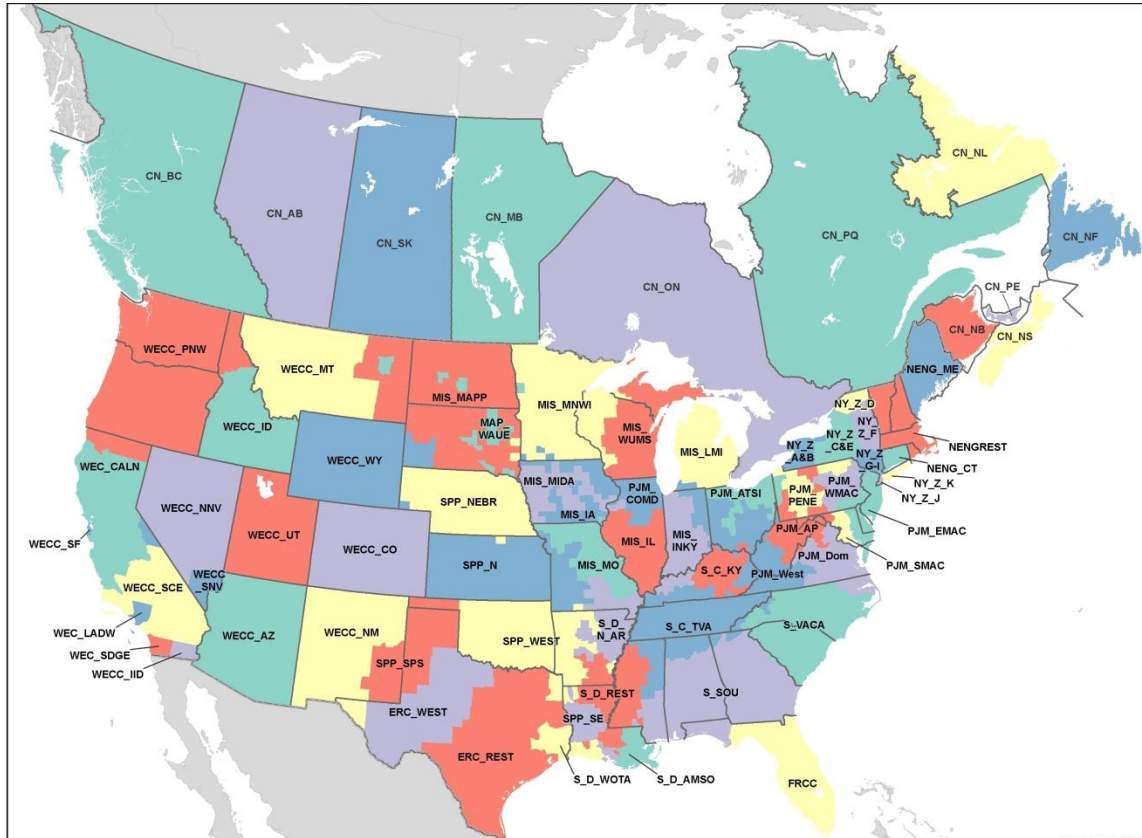 CN_BC
CN_AB
CN_SK
CN_MB
CN_ON
CN_PQ
CN_NL
CN_NF
CN_PE
CN_NB
CN_NS
WECC_PNW
WECC_MT
MIS_MAPP
MIS_MNWI
NENG_ME
WECC_ID
MAP_
WAUE
MIS_
WUMS
MIS_LMI
NY_Z_D
NY_
Z_F
NY_Z
C&E
NY_Z
_A&B
NY_Z
_G-I
NENGREST
NENG_CT
NY_Z_K
NY_Z_J
WEC_CALN
WECC_WY
WECC_NNV
SPP_NEBR
MIS_MIDA
MIS_IA
PJM_
COMD
PJM_ATSI
PJM_
PENE
PJM_
WMAC
PJM_EMAC
WECC_SF
WECC_UT
WECC_CO
SPP_N
MIS_MO
MIS_IL
MIS_
INKY
PJM_AP
PJM_Dom
PJM_SMAC
S_C_KY
PJM_West
WECC_SCE
WECC
_SNV
WEC_LADW
WECC_AZ
WECC_NM
SPP_WEST
S_D_
N_AR
S_C_TVA
S_VACA
WEC_SDGE
WECC_IID
SPP_SPS
S_D_REST
S_SOU
ERC_WEST
SPP_SE
ERC_REST
S_D_WOTA
S_D_AMSO
FRCC